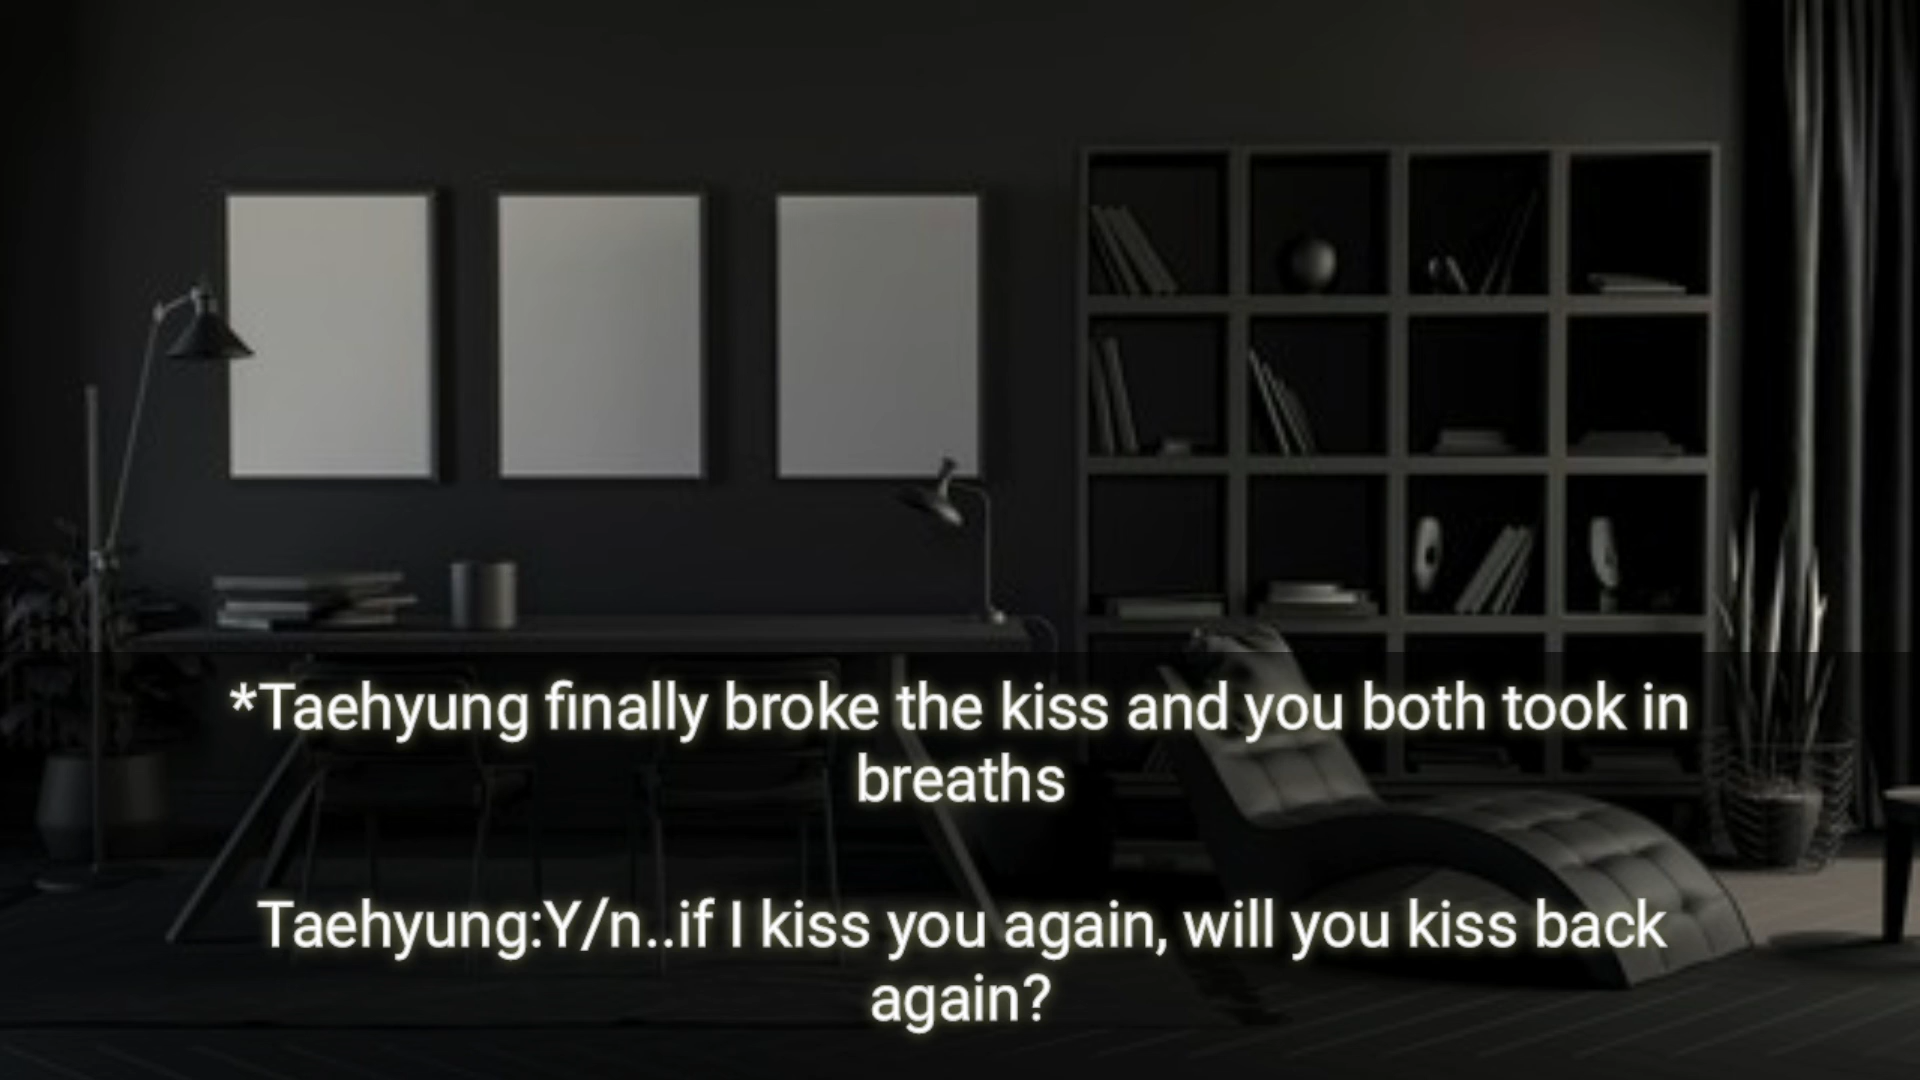 *Taehyung finally broke the kiss and you both took in
breaths
Taehyung:Y/n..if I kiss you again, will you kiss back
again?